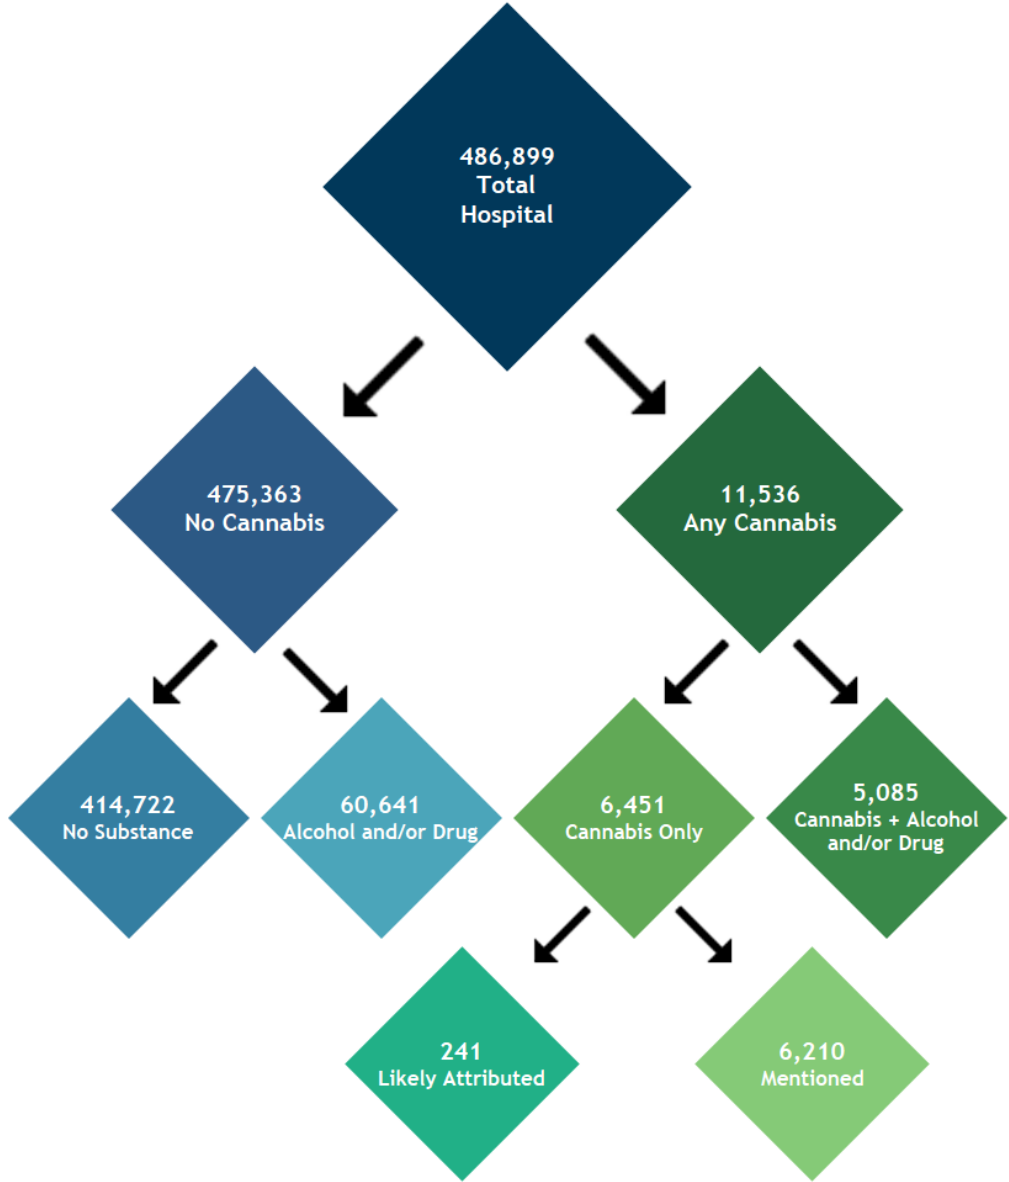 486,899
Total
Hospital
475,363
No Cannabis
11,536
Any Cannabis
414,722
No Substance
60,641
Alcohol and/or Drug
6,451
Cannabis Only
5,085
Cannabis + Alcohol
and/or Drug
241
Likely Attributed
6,210
Mentioned